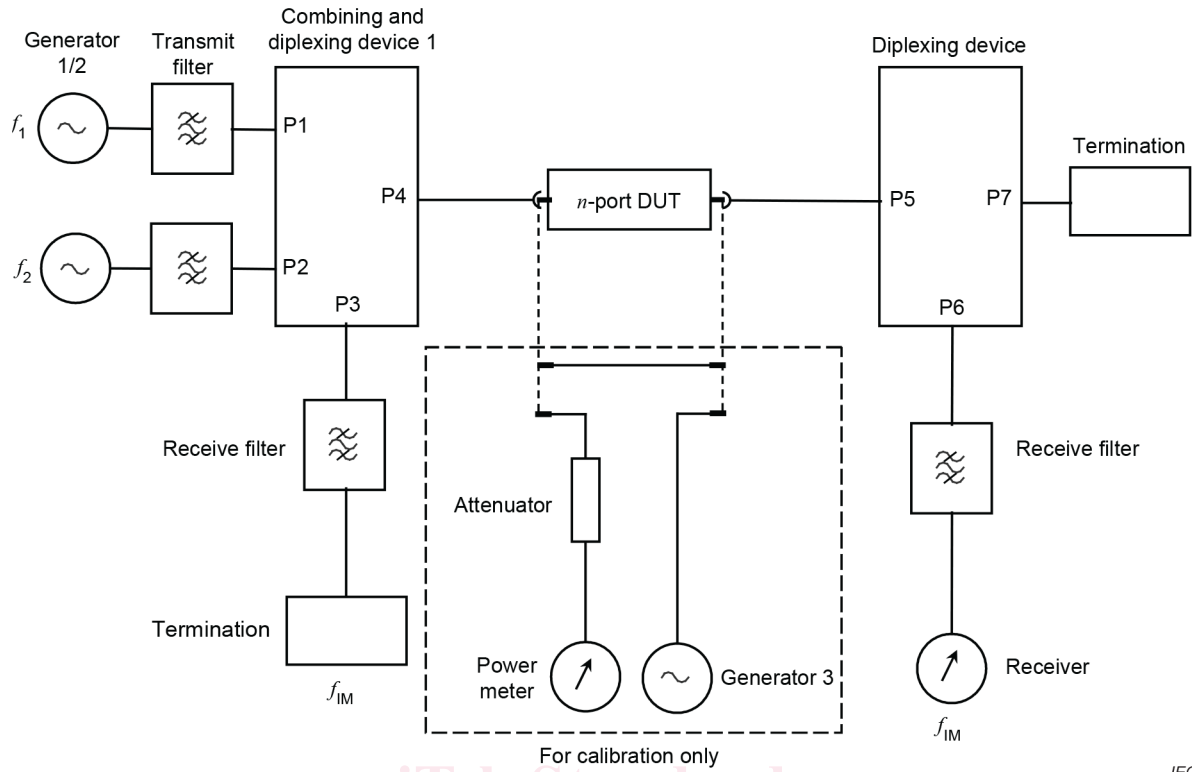 Combining and
diplexing device 1
Generator
1/2
Transmit
filter
Diplexing device
f1
P1
Termination
P4
n-port DUT
P5
P7
f2
P2
P3
P6
Receive filter
Receive filter
Attenuator
Termination
Power
meter
Generator 3
Receiver
fIM
fIM
For calibration only